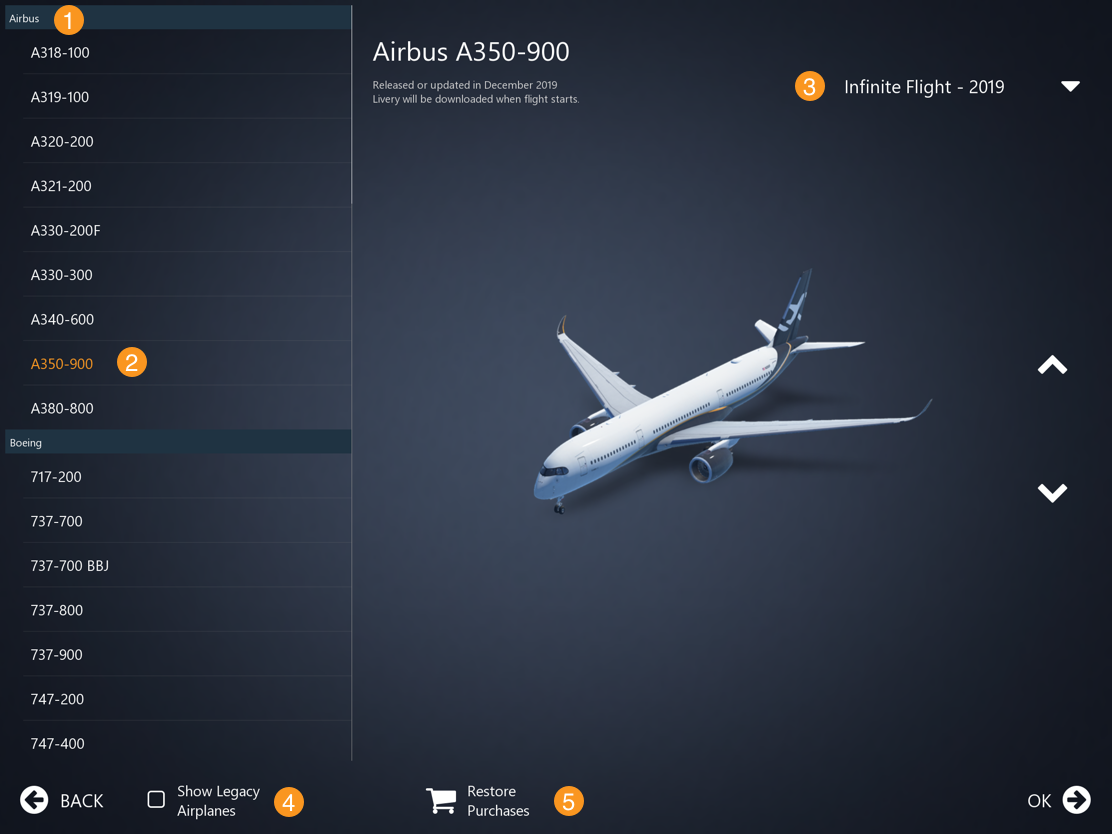 Airbus
1
A318-100
A319-100
A320-200
A321-200
A330-200F
A330-300
A340-600
A350-900
2
A380-800
Boeing
717-200
737-700
737-700 BBJ
737-800
737-900
747-200
747-400
Airbus A350-900
Released or updated in December 2019
Livery will be downloaded when flight starts.
3
Infinite Flight - 2019
BACK
Show Legacy
Airplanes
4
Restore
Purchases
5
OK